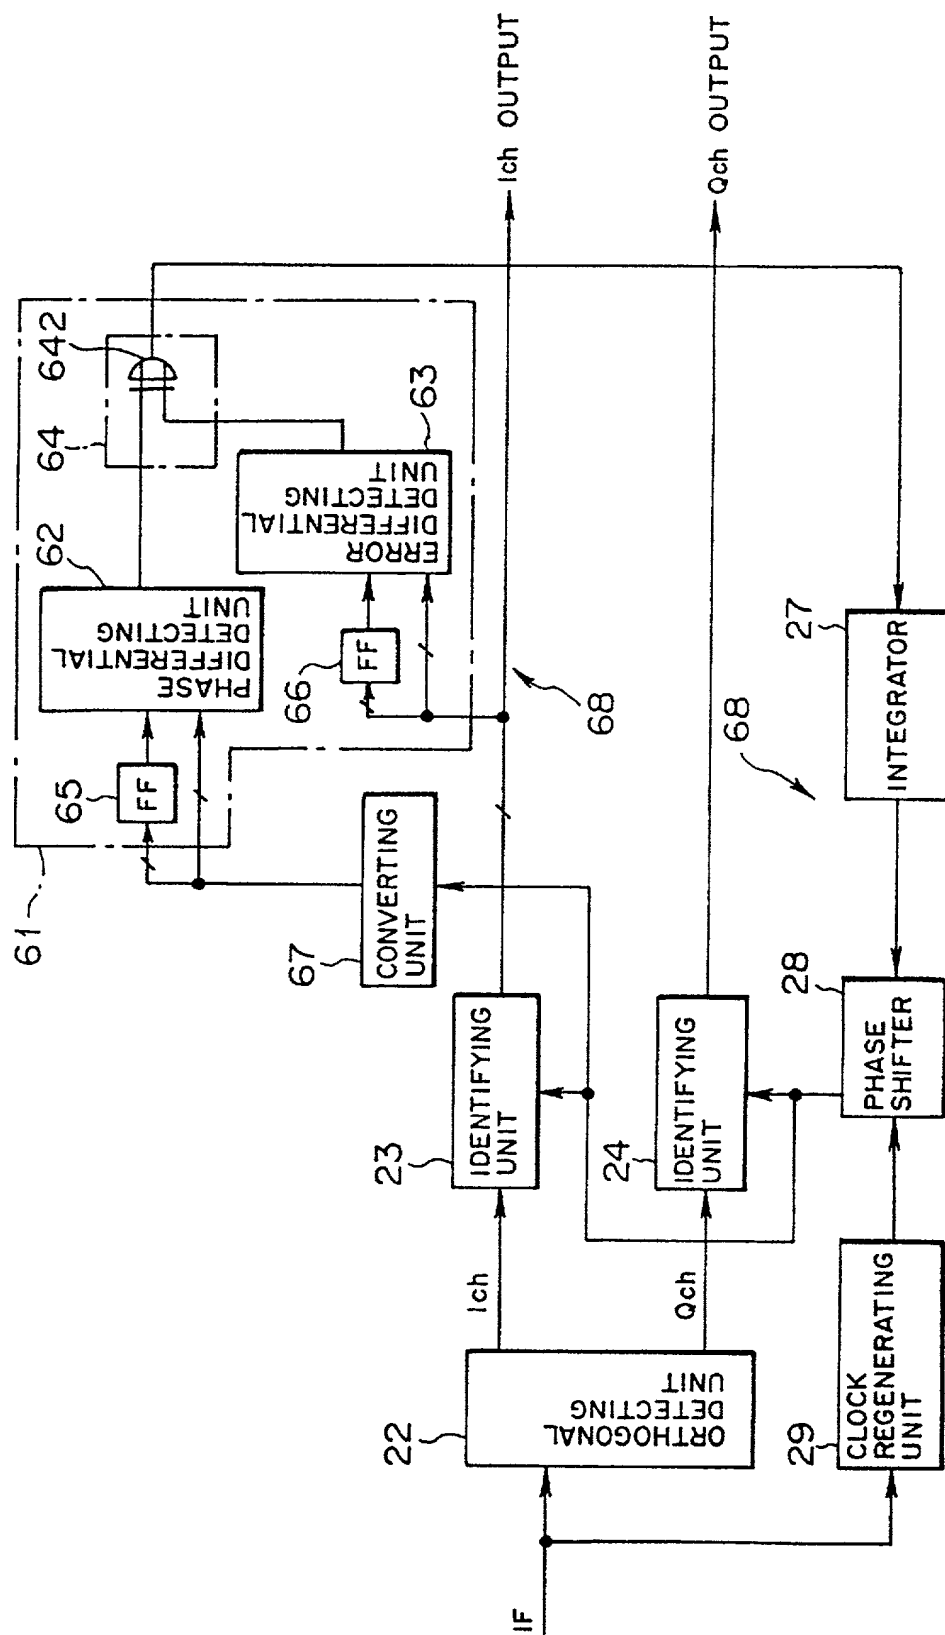 IF
22
ORTHOGONAL
DETECTING
UNIT
Ich
Qch
29
CLOCK
REGENERATING
UNIT
23
IDENTIFYING
UNIT
24
IDENTIFYING
UNIT
28
PHASE
SHIFTER
27
INTEGRATOR
67
CONVERTING
UNIT
61
65
FF
62
PHASE
DIFFERENTIAL
DETECTING
UNIT
66
FF
63
ERROR
DIFFERENTIAL
DETECTING
UNIT
64
642
68
68
Ich OUTPUT
Qch OUTPUT